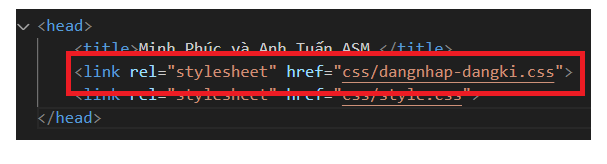 <head>
<title>Minh Phúc và Anh Tuấn ASM </title>
<link rel="stylesheet" href="css/dangnhap-dangki.css">
<link rel="stylesheet" href="css/style.css">
</head>